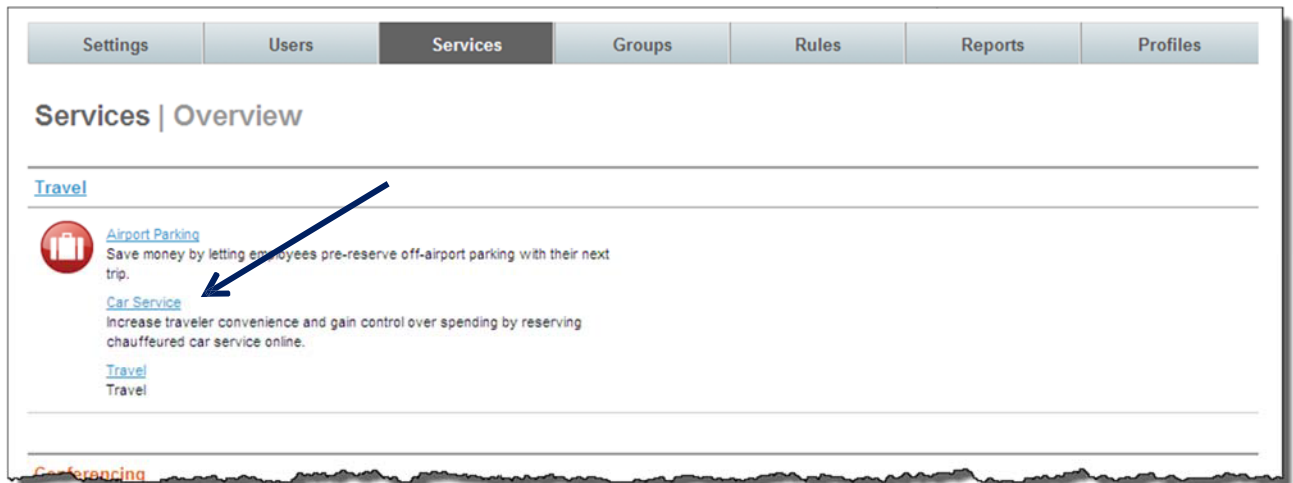 Settings Users Services Groups Rules Reports Profiles
Services | Overview
Travel
Airport Parking
Save money by letting employees pre-reserve off-airport parking with their next
trip.
Car Service
Increase traveler convenience and gain control over spending by reserving
chauffeured car service online.
Travel
Travel
Conferencing